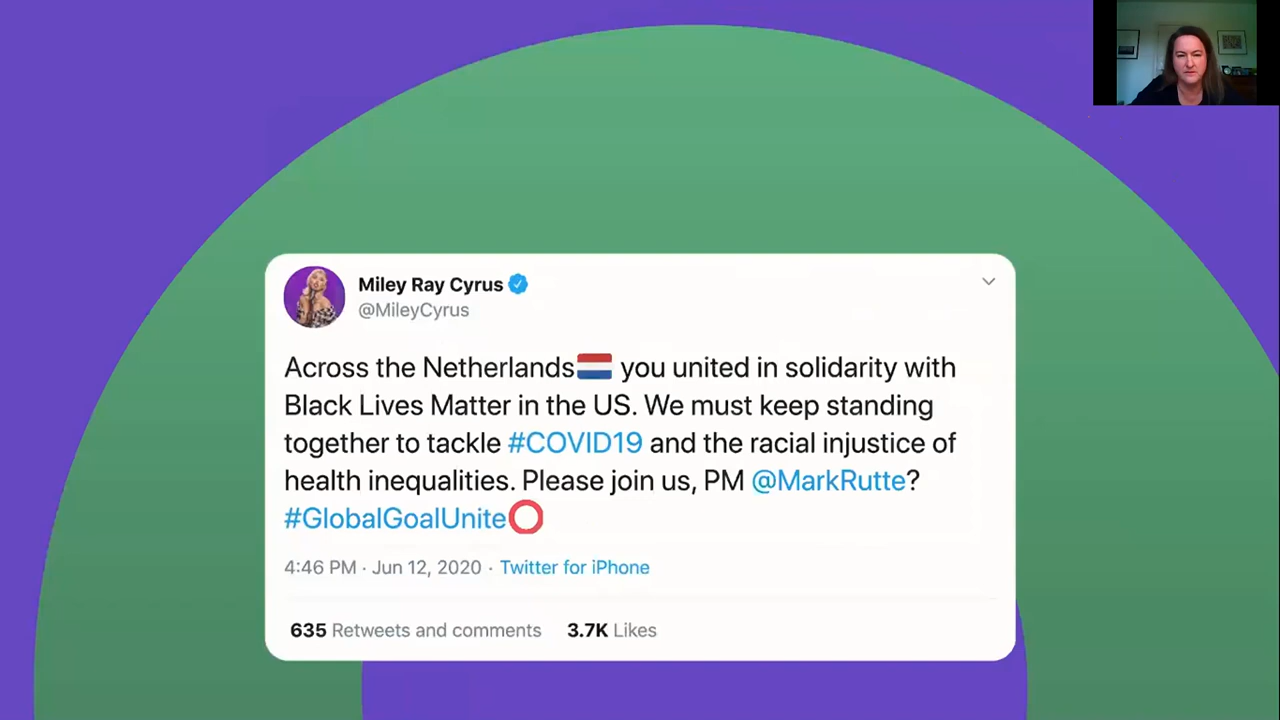 Miley Ray Cyrus
@MileyCyrus
Across the Netherlands🇳🇱 you united in solidarity with
Black Lives Matter in the US. We must keep standing
together to tackle #COVID19 and the racial injustice of
health inequalities. Please join us, PM @MarkRutte?
#GlobalGoalUnite⭕
4:46 PM · Jun 12, 2020 · Twitter for iPhone
635 Retweets and comments 3.7K Likes